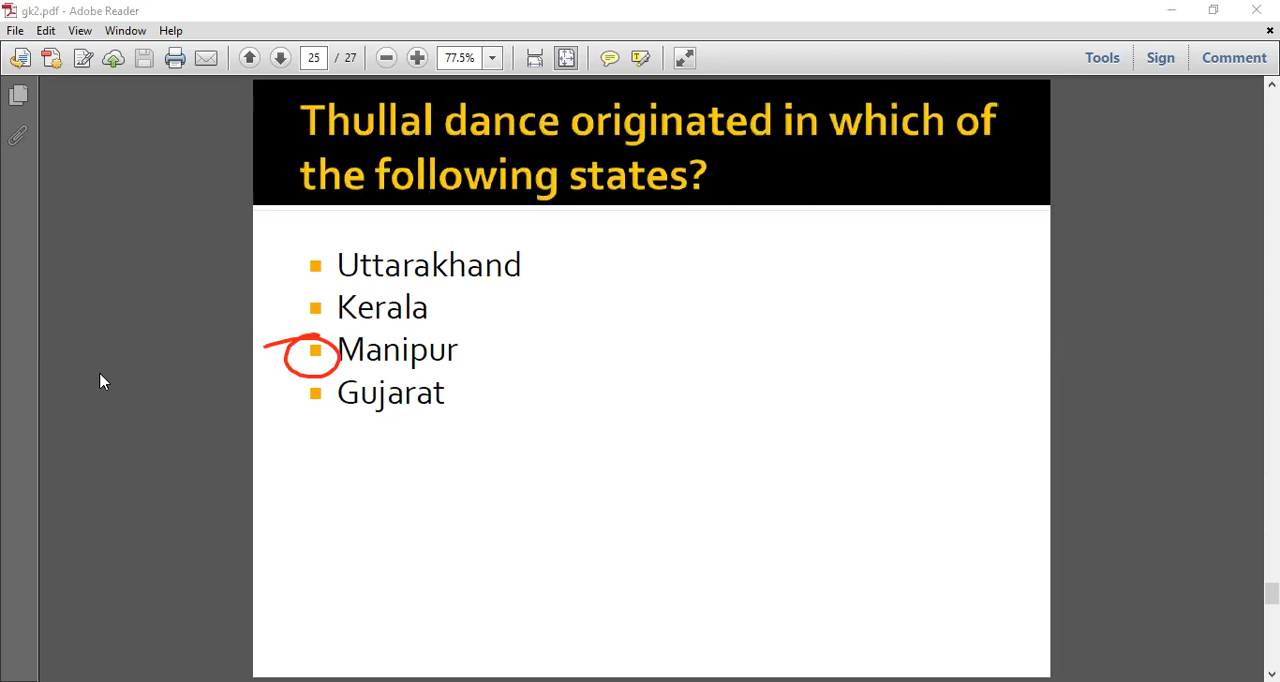 gk2.pdf - Adobe Reader
File Edit View Window Help
25 / 27 77.5% Tools Sign Comment
Thullal dance originated in which of
the following states?
Uttarakhand
Kerala
Manipur
Gujarat